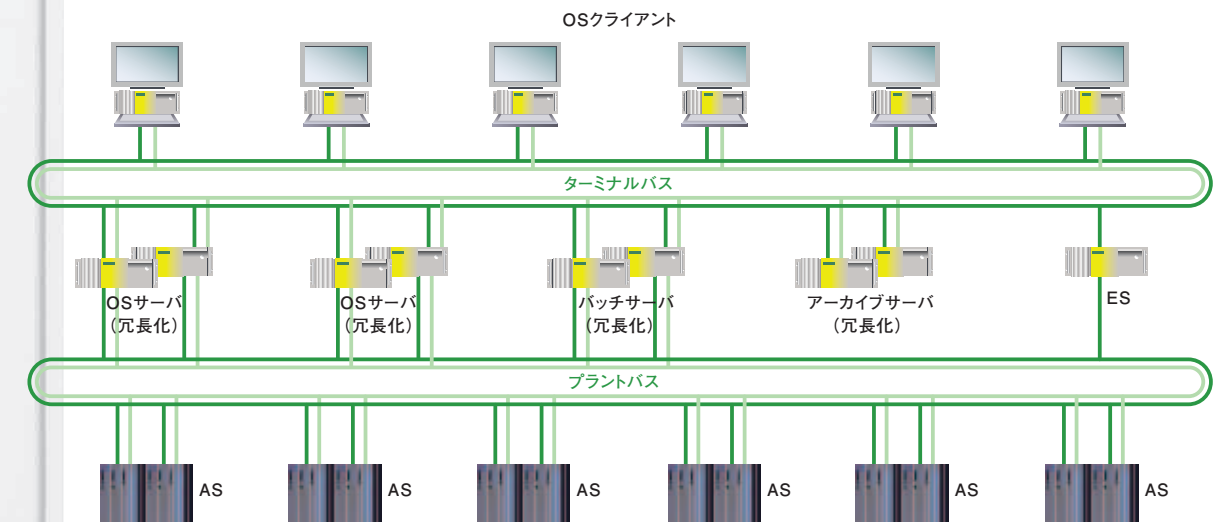 OSクライアント
ターミナルバス
OSサーバ
(冗長化)
OSサーバ
(冗長化)
バッチサーバ
(冗長化)
アーカイブサーバ
(冗長化)
ES
プラントバス
AS
AS
AS
AS
AS
AS